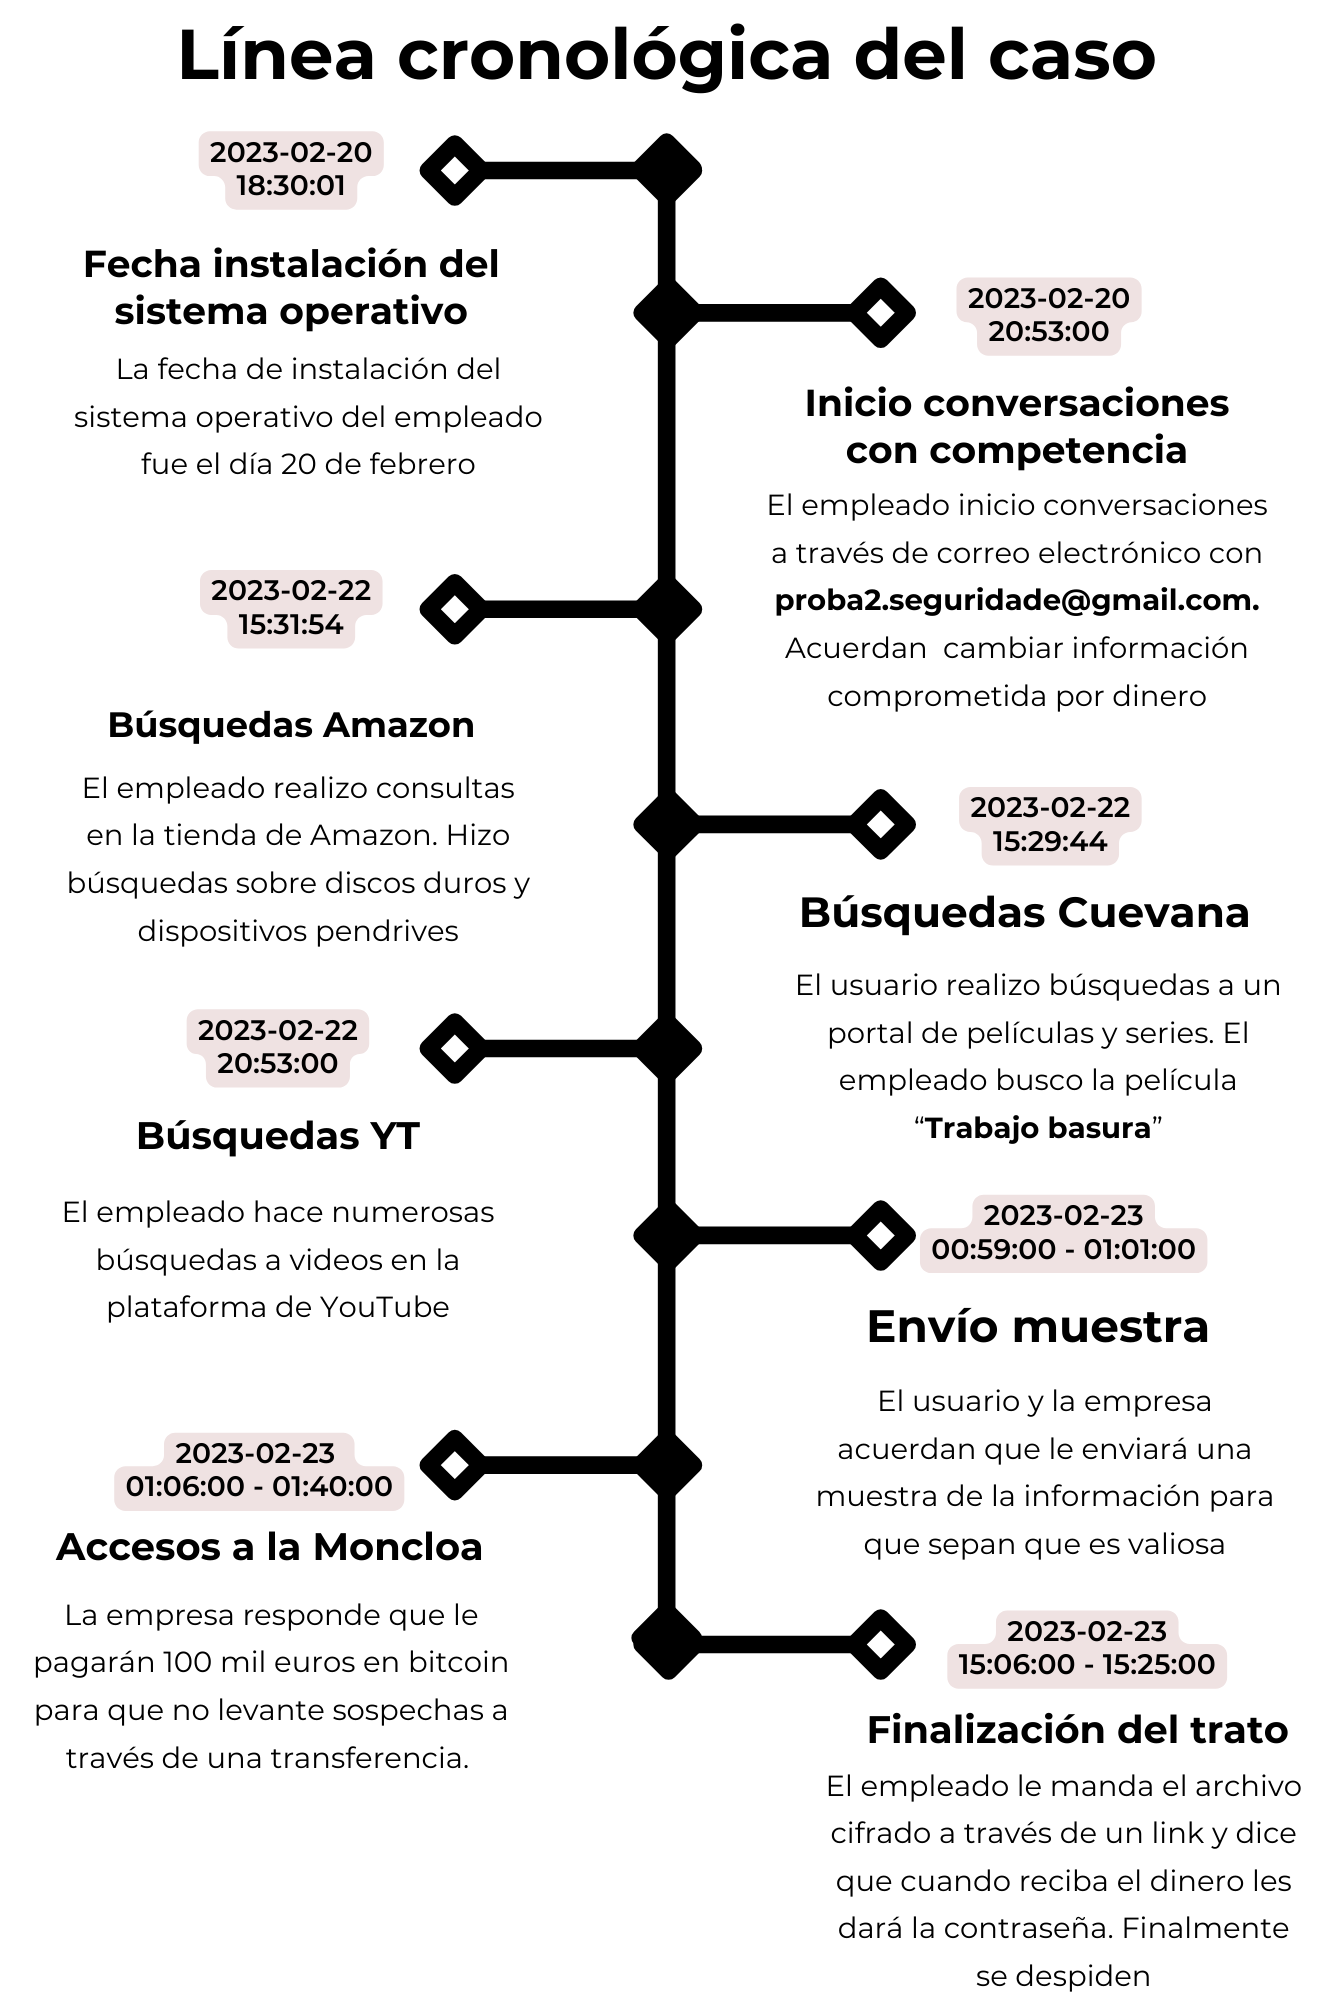 Línea cronológica del caso
2023-02-20
18:30:01
Fecha instalación del
sistema operativo
La fecha de instalación del
sistema operativo del empleado
fue el día 20 de febrero
2023-02-20
20:53:00
Inicio conversaciones
con competencia
El empleado inicio conversaciones
a través de correo electrónico con
proba2.seguridade@gmail.com.
Acuerdan  cambiar información
comprometida por dinero
2023-02-22
15:31:54
Búsquedas Amazon
El empleado realizo consultas
en la tienda de Amazon. Hizo
búsquedas sobre discos duros y
dispositivos pendrives
2023-02-22
15:29:44
Búsquedas Cuevana
El usuario realizo búsquedas a un
portal de películas y series. El
empleado busco la película
“Trabajo basura”
2023-02-22
20:53:00
Búsquedas YT
El empleado hace numerosas
búsquedas a videos en la
plataforma de YouTube
2023-02-23
00:59:00 - 01:01:00
Envío muestra
El usuario y la empresa
acuerdan que le enviará una
muestra de la información para
que sepan que es valiosa
2023-02-23
01:06:00 - 01:40:00
Accesos a la Moncloa
La empresa responde que le
pagarán 100 mil euros en bitcoin
para que no levante sospechas a
través de una transferencia.
2023-02-23
15:06:00 - 15:25:00
Finalización del trato
El empleado le manda el archivo
cifrado a través de un link y dice
que cuando reciba el dinero les
dará la contraseña. Finalmente
se despiden